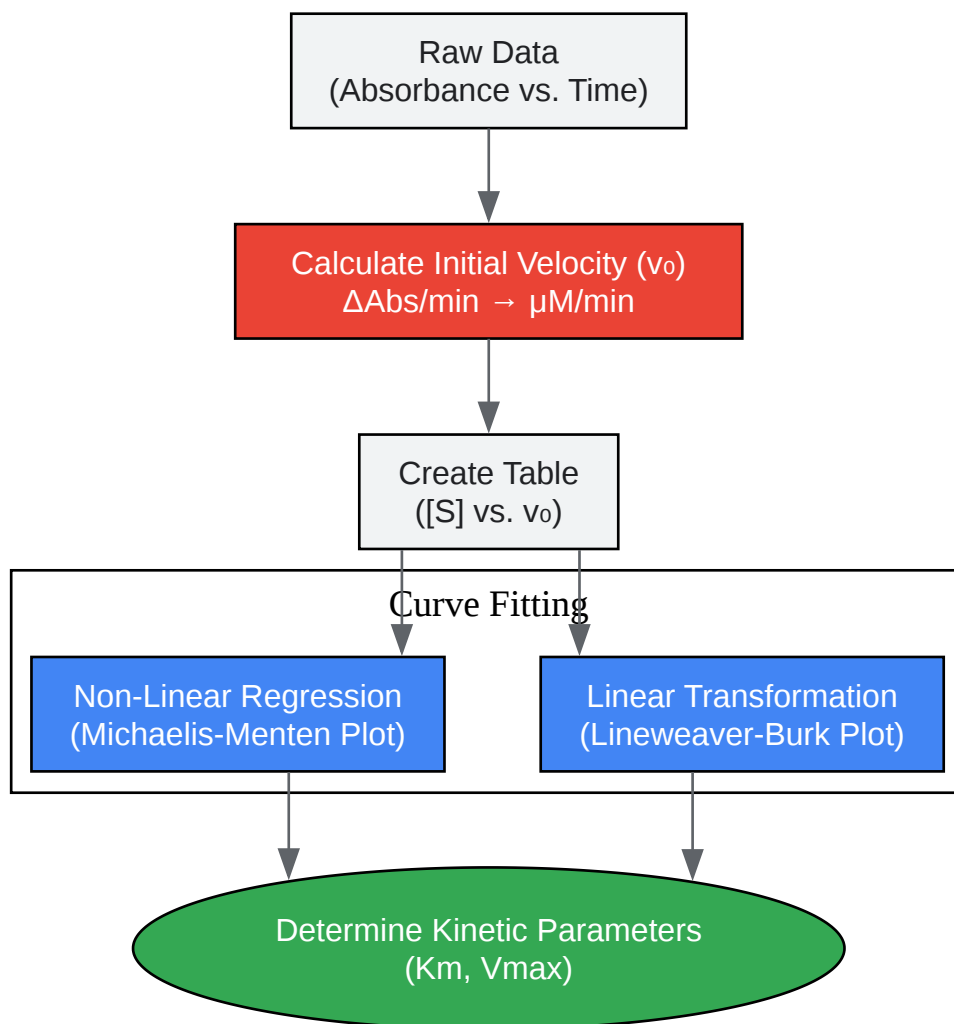 Raw Data
(Absorbance vs. Time)
Calculate Initial Velocity (v₀)
ΔAbs/min → μM/min
Create Table
([S] vs. v₀)
Curve Fitting
Non-Linear Regression
(Michaelis-Menten Plot)
Linear Transformation
(Lineweaver-Burk Plot)
Determine Kinetic Parameters
(Km, Vmax)